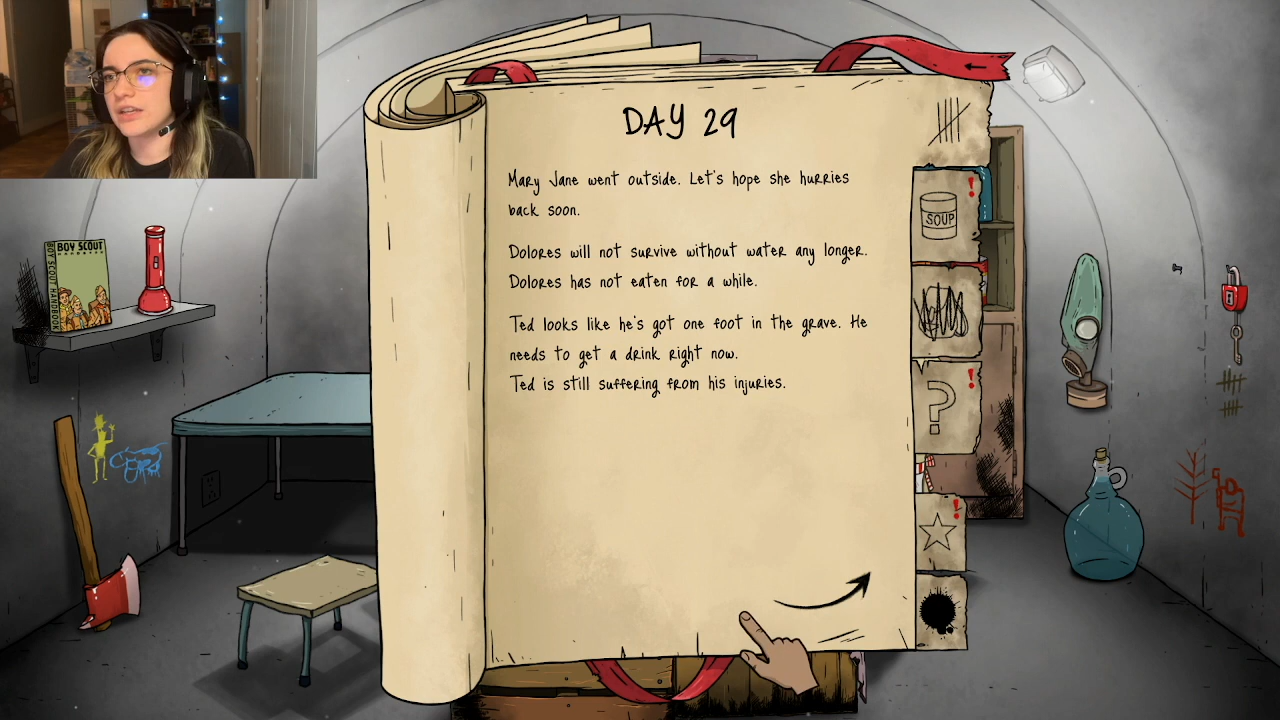 DAY 29
Mary Jane went outside. Let's hope she hurries
back soon.
Dolores will not survive without water any longer.
Dolores has not eaten for a while.
Ted looks like he's got one foot in the grave. He
needs to get a drink right now.
Ted is still suffering from his injuries.
SOUP
BOY SCOUT
HANDBOOK
BOY SCOUT HANDBOOK